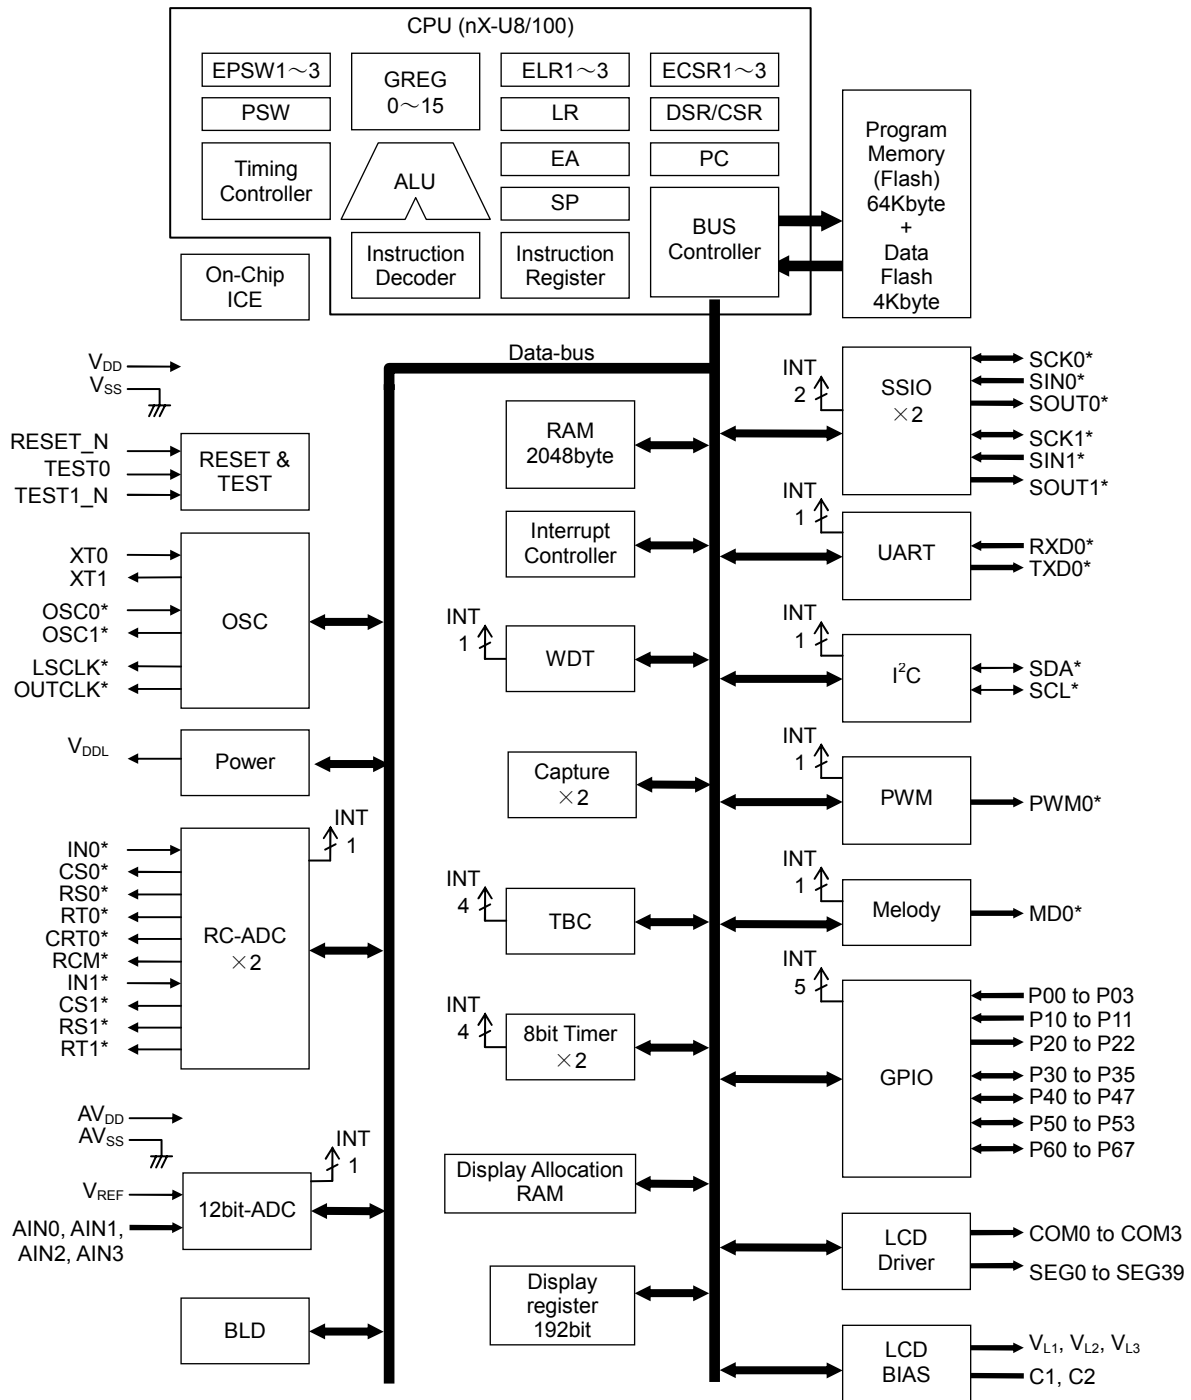 CPU (nX-U8/100)
EPSW1～3
PSW
Timing
Controller
GREG
0～15
ALU
Instruction
Decoder
ELR1～3
LR
EA
SP
Instruction
Register
ECSR1～3
DSR/CSR
PC
BUS
Controller
Program
Memory
(Flash)
64Kbyte
+
Data
Flash
4Kbyte
On-Chip
ICE
Data-bus
VDD
VSS
RESET_N
TEST0
TEST1_N
RESET &
TEST
XT0
XT1
OSC0*
OSC1*
LSCLK*
OUTCLK*
OSC
VDDL
Power
IN0*
CS0*
RS0*
RT0*
CRT0*
RCM*
IN1*
CS1*
RS1*
RT1*
RC-ADC
×2
INT
1
AVDD
AVSS
VREF
AIN0, AIN1,
AIN2, AIN3
12bit-ADC
INT
1
BLD
RAM
2048byte
Interrupt
Controller
INT
1
WDT
Capture
×2
INT
4
TBC
INT
4
8bit Timer
×2
Display Allocation
RAM
Display
register
192bit
INT
2
SSIO
×2
SCK0*
SIN0*
SOUT0*
SCK1*
SIN1*
SOUT1*
INT
1
UART
RXD0*
TXD0*
INT
1
I²C
SDA*
SCL*
INT
1
PWM
PWM0*
INT
1
Melody
MD0*
INT
5
GPIO
P00 to P03
P10 to P11
P20 to P22
P30 to P35
P40 to P47
P50 to P53
P60 to P67
LCD
Driver
COM0 to COM3
SEG0 to SEG39
LCD
BIAS
VL1, VL2, VL3
C1, C2